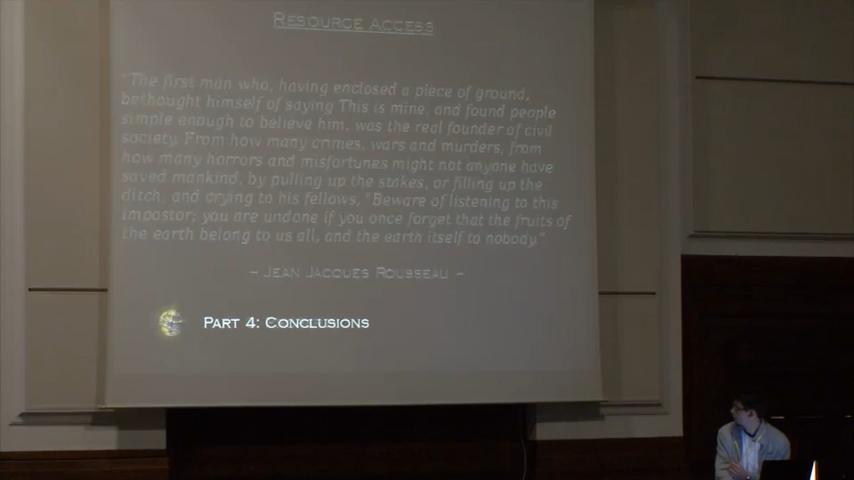 Resource Access
"The first man who, having enclosed a piece of ground,
bethought himself of saying This is mine, and found people
simple enough to believe him, was the real founder of civil
society. From how many crimes, wars and murders, from
how many horrors and misfortunes might not anyone have
saved mankind, by pulling up the stakes, or filling up the
ditch, and crying to his fellows, "Beware of listening to this
impostor; you are undone if you once forget that the fruits of
the earth belong to us all, and the earth itself to nobody."
– Jean Jacques Rousseau –
Part 4: Conclusions